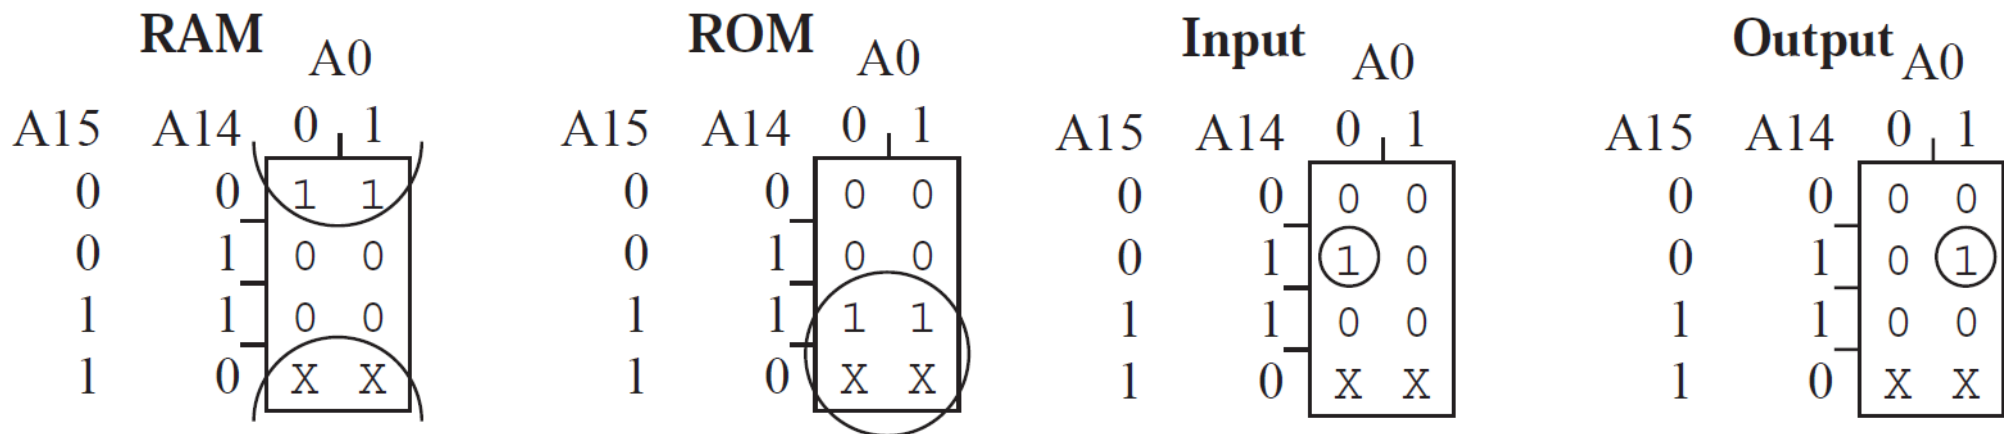 RAM ROM Input Output
A0 A0 A0 A0
A15 A14 0 1 A15 A14 0 1 A15 A14 0 1 A15 A14 0 1
0 0 1 1 0 0 0 0 0 0 0 0 0 0 0 0
0 1 0 0 0 1 0 0 0 1 1 0 0 1 0 1
1 1 0 0 1 1 1 1 1 1 0 0 1 1 0 0
1 0 X X 1 0 X X 1 0 X X 1 0 X X